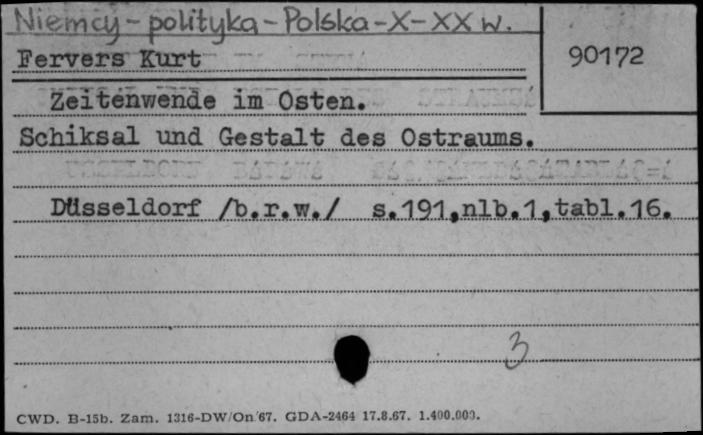 Niemcy - polityka - Polska - X - XX w.
90172
Fervers Kurt
Zeitenwende im Osten.
Schiksal und Gestalt des Ostraums.
Düsseldorf /b.r.w./ s.191,nlb.1,tabl.16.
3
CWD. B-15b. Zam. 1316-DW/On/67. GDA-2464 17.8.67. 1.400.000.